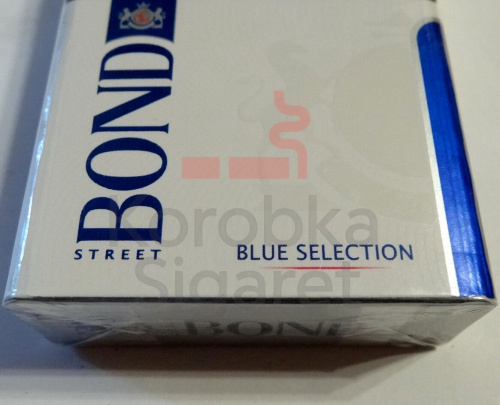 BOND
STREET
BLUE SELECTION
Korobka
Sigaret
BOND